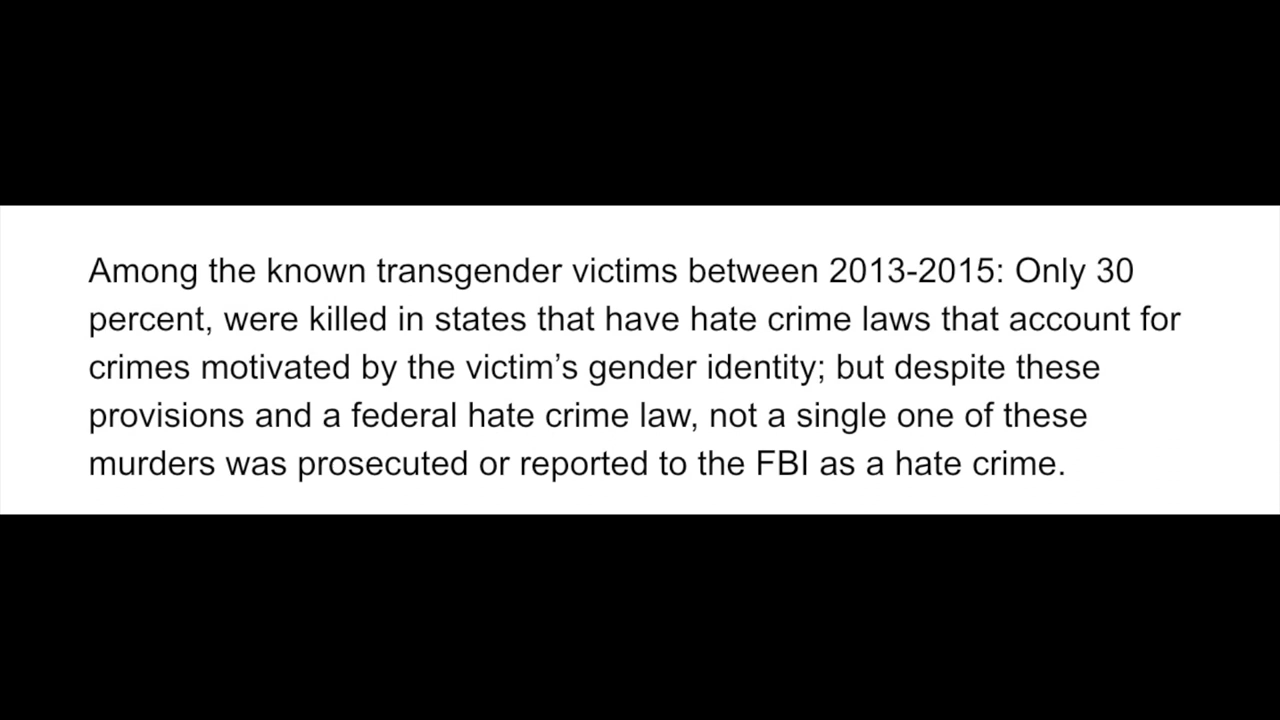 Among the known transgender victims between 2013-2015: Only 30
percent, were killed in states that have hate crime laws that account for
crimes motivated by the victim’s gender identity; but despite these
provisions and a federal hate crime law, not a single one of these
murders was prosecuted or reported to the FBI as a hate crime.